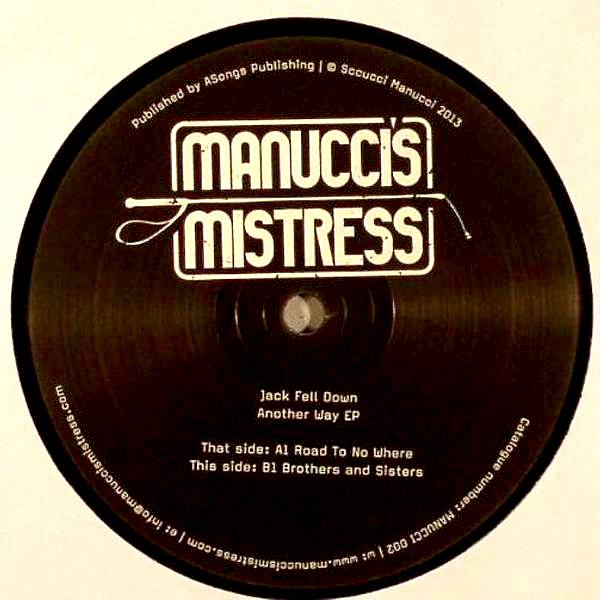 Published by ASongs Publishing | © Sccucci Manucci 2013
MANUCCI'S
MISTRESS
Jack Fell Down
Another Way EP
That side: A1 Road To No Where
This side: B1 Brothers and Sisters
Catalogue number: MANUCCI 002 | w: www.manuccismistress.com | e: info@manuccismistress.com